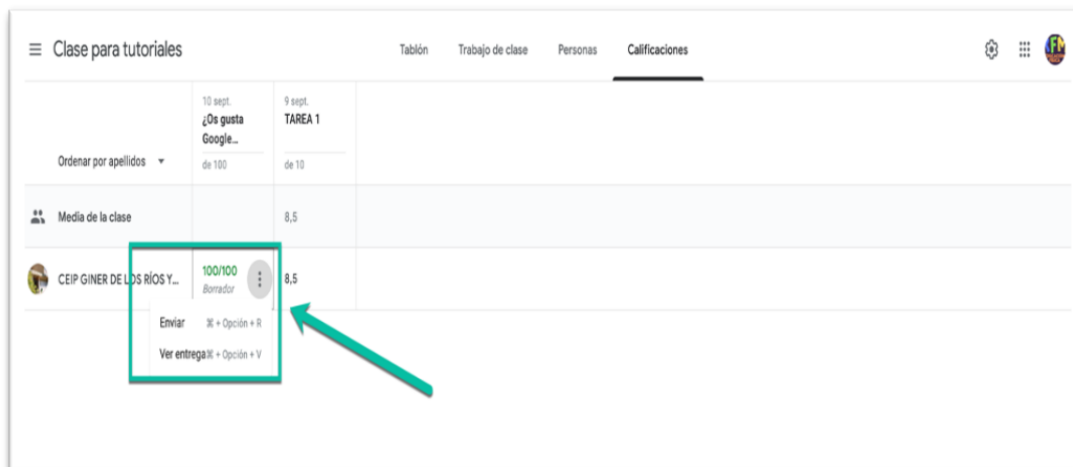 Clase para tutoriales
Tablón Trabajo de clase Personas Calificaciones
10 sept. 9 sept.
¿Os gusta TAREA 1
Google...
Ordenar por apellidos de 100 de 10
Media de la clase 8,5
CEIP GINER DE LOS RÍOS Y... 100/100 8,5
Borrador
Enviar ⌘ + Opción + R
Ver entrega ⌘ + Opción + V